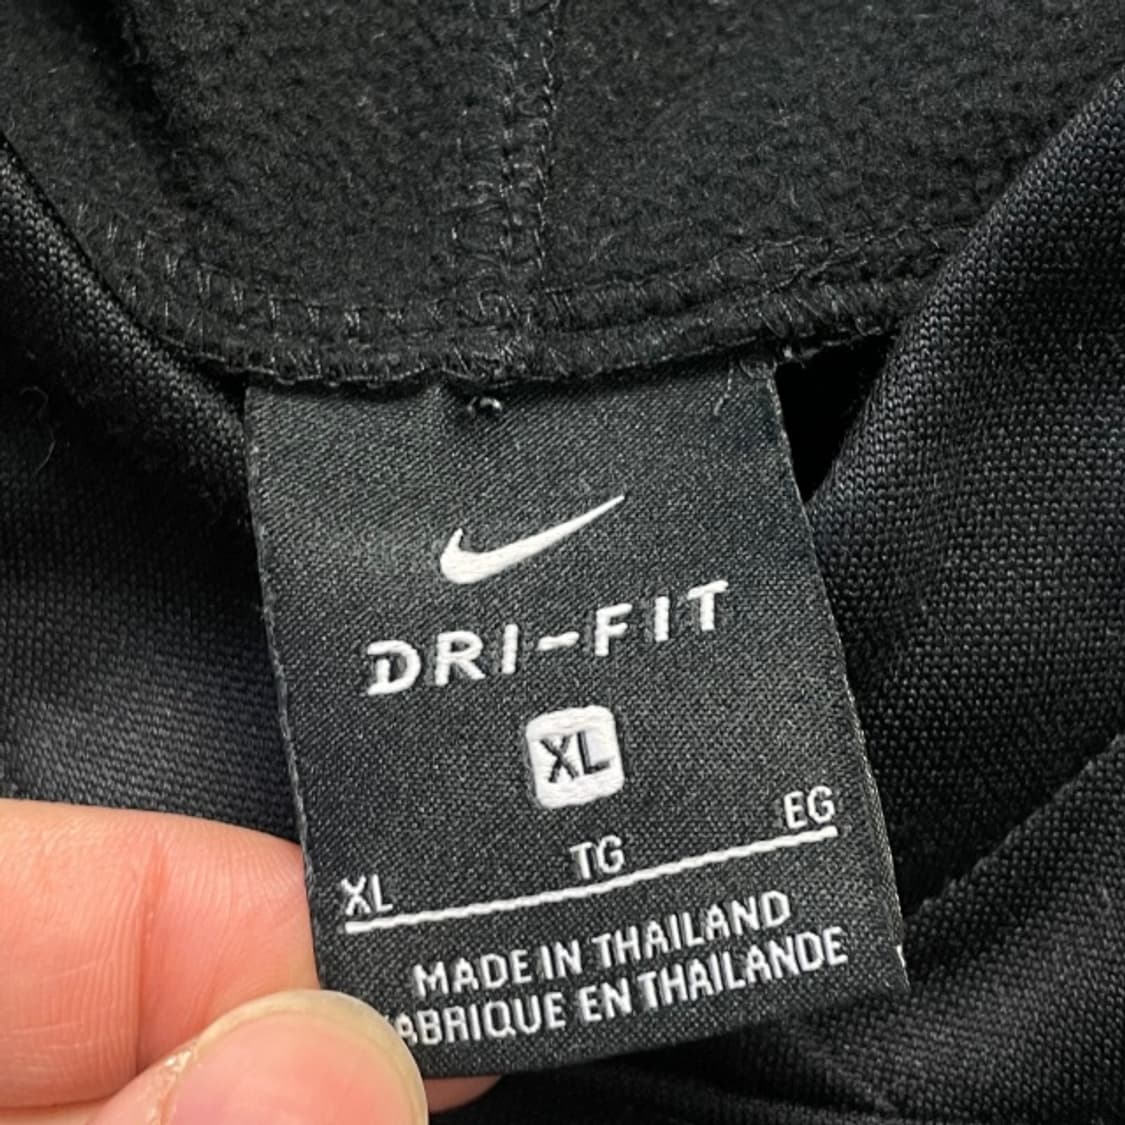 DRI-FIT
XL
XL TG EG
MADE IN THAILAND
ABRIQUE EN THAILANDE